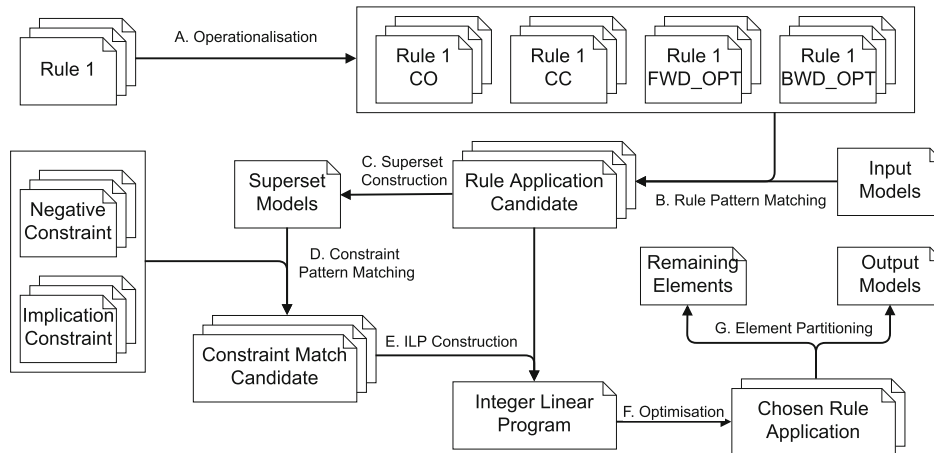 A. Operationalisation
Rule 1
Rule 1
CO
Rule 1
CC
Rule 1
FWD_OPT
Rule 1
BWD_OPT
Negative
Constraint
Implication
Constraint
Superset
Models
C. Superset
Construction
Rule Application
Candidate
B. Rule Pattern Matching
Input
Models
D. Constraint
Pattern Matching
Constraint Match
Candidate
E. ILP Construction
Integer Linear
Program
F. Optimisation
Remaining
Elements
Output
Models
G. Element Partitioning
Chosen Rule
Application